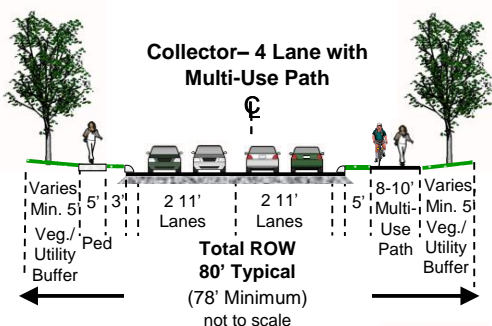 Collector– 4 Lane with
Multi-Use Path
℄
Varies
Min. 5'
Veg./
Utility
Buffer
5'
Ped
3'
2 11'
Lanes
2 11'
Lanes
5'
8-10'
Multi-
Use
Path
Varies
Min. 5'
Veg./
Utility
Buffer
Total ROW
80' Typical
(78' Minimum)
not to scale